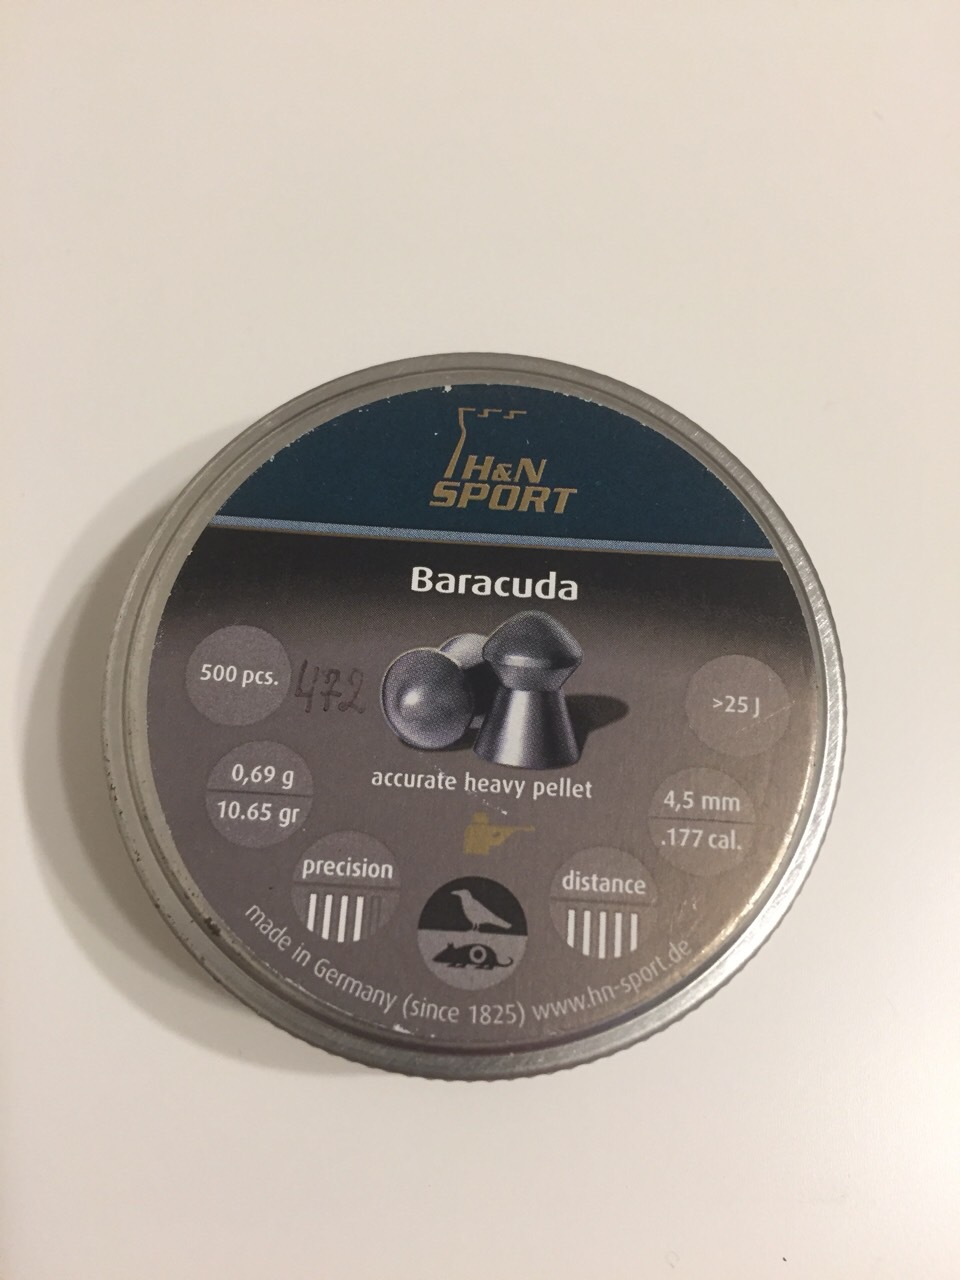 H&N
SPORT
Baracuda
500 pcs.
472
>25 J
0,69 g
10.65 gr
accurate heavy pellet
4,5 mm
.177 cal.
precision
distance
made in Germany (since 1825) www.hn-sport.de